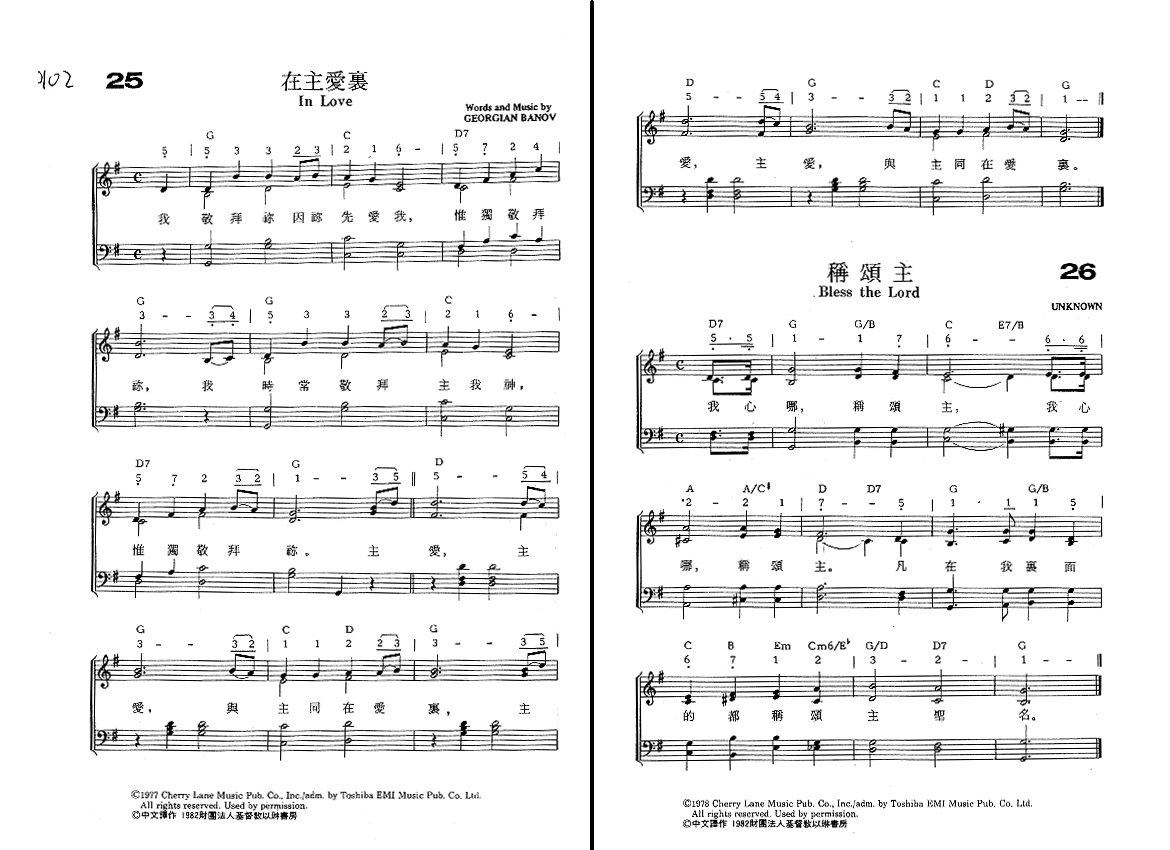 25
在主愛裏
In Love
Words and Music by
GEORGIAN BANOV
G C D7
5 | 5 3 3 2 3 | 2 1 6 - | 5 7 2 4 |
我 敬 拜 祢 因 祢 先 愛 我, 惟 獨 敬 拜
G C
3 - - 3 4 | 5 3 3 2 3 | 2 1 6 - |
祢, 我 時 常 敬 拜 主 我 神,
D7 G D
5 7 2 3 2 | 1 - - 3 5 || 5 - - 5 4 |
惟 獨 敬 拜 祢。 主 愛, 主
G C D G
3 - - 3 2 | 1 1 2 2 3 | 3 - - 3 5 |
愛, 與 主 同 在 愛 裏, 主
©1977 Cherry Lane Music Pub. Co., Inc./adm. by Toshiba EMI Music Pub. Co. Ltd.
All rights reserved. Used by permission.
©中文譯作 1982財團法人基督教以琳書房
D G C D G
5 - - 5 4 | 3 - - 3 2 | 1 1 2 3 2 | 1 -- ||
愛, 主 愛, 與 主 同 在 愛 裏。
稱頌主
26
Bless the Lord
UNKNOWN
D7 G G/B C E7/B
5 · 5 | 1 - 1 7 | 6 - - 6 · 6 |
我 心 哪, 稱 頌 主, 我 心
A A/C# D D7 G G/B
2 - 2 1 | 7 - - 5 | 1 · 1 1 5 |
哪, 稱 頌 主。 凡 在 我 裏 面
C B Em Cm6/E♭ G/D D7 G
6 7 1 2 | 3 - 2 - | 1 - - ||
的 都 稱 頌 主 聖 名。
©1978 Cherry Lane Music Pub. Co., Inc./adm. by Toshiba EMI Music Pub. Co. Ltd.
All rights reserved. Used by permission.
©中文譯作 1982財團法人基督教以琳書房